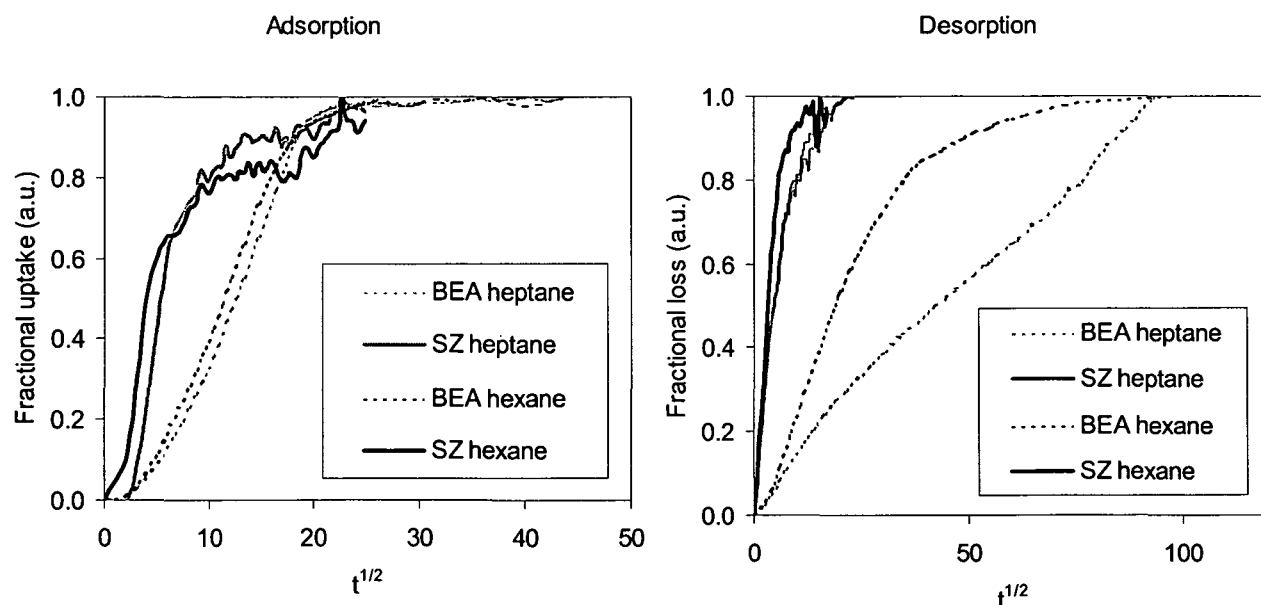 Adsorption
Fractional uptake (a.u.)
1.0
0.8
0.6
0.4
0.2
0.0
0 10 20 30 40 50
t1/2
BEA heptane
SZ heptane
BEA hexane
SZ hexane
Desorption
Fractional loss (a.u.)
1.0
0.8
0.6
0.4
0.2
0.0
0 50 100
t1/2
BEA heptane
SZ heptane
BEA hexane
SZ hexane